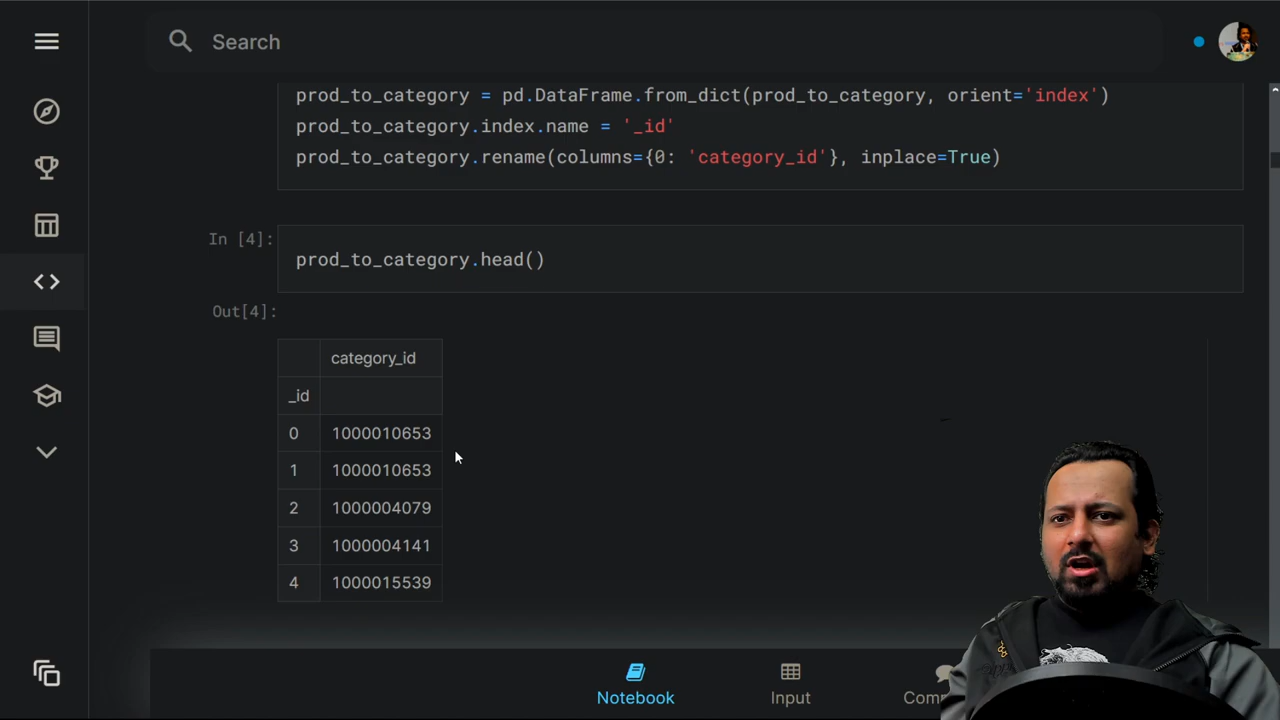 Search
prod_to_category = pd.DataFrame.from_dict(prod_to_category, orient='index')
prod_to_category.index.name = '_id'
prod_to_category.rename(columns={0: 'category_id'}, inplace=True)
In [4]:
prod_to_category.head()
Out[4]:
category_id
_id
0 1000010653
1 1000010653
2 1000004079
3 1000004141
4 1000015539
Notebook Input Com